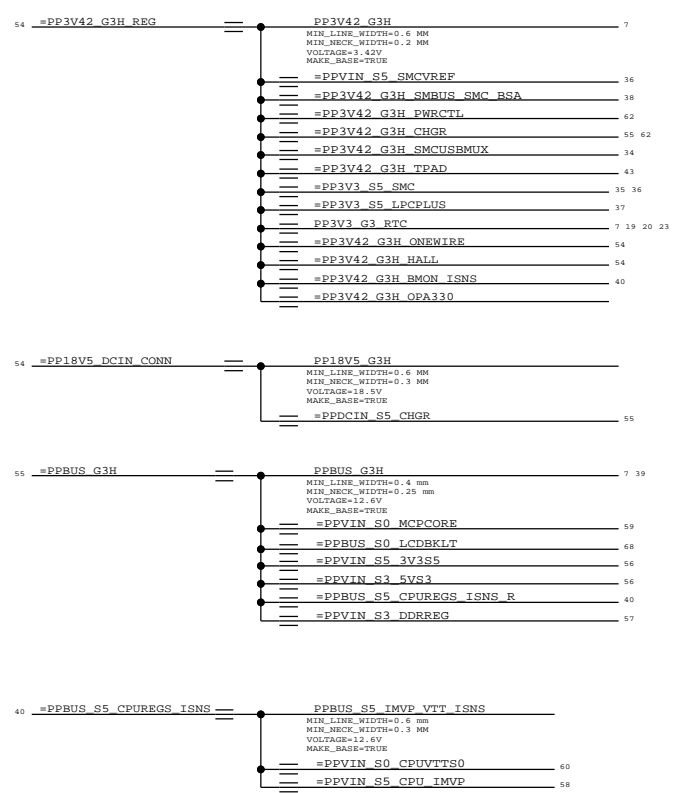 54 =PP3V42_G3H_REG PP3V42_G3H 7
MIN_LINE_WIDTH=0.6 MM
MIN_NECK_WIDTH=0.2 MM
VOLTAGE=3.42V
MAKE_BASE=TRUE
=PPVIN_S5_SMCVREF 36
=PP3V42_G3H_SMBUS_SMC_BSA 38
=PP3V42_G3H_PWRCTL 62
=PP3V42_G3H_CHGR 55 62
=PP3V42_G3H_SMCUSBMUX 34
=PP3V42_G3H_TPAD 43
=PP3V3_S5_SMC 35 36
=PP3V3_S5_LPCPLUS 37
PP3V3_G3_RTC 7 19 20 23
=PP3V42_G3H_ONEWIRE 54
=PP3V42_G3H_HALL 54
=PP3V42_G3H_BMON_ISNS 40
=PP3V42_G3H_OPA330
54 =PP18V5_DCIN_CONN PP18V5_G3H
MIN_LINE_WIDTH=0.6 MM
MIN_NECK_WIDTH=0.3 MM
VOLTAGE=18.5V
MAKE_BASE=TRUE
=PPDCIN_S5_CHGR 55
55 =PPBUS_G3H PPBUS_G3H 7 39
MIN_LINE_WIDTH=0.4 mm
MIN_NECK_WIDTH=0.25 mm
VOLTAGE=12.6V
MAKE_BASE=TRUE
=PPVIN_S0_MCPCORE 59
=PPBUS_S0_LCDBKLT 68
=PPVIN_S5_3V3S5 56
=PPVIN_S3_5VS3 56
=PPBUS_S5_CPUREGS_ISNS_R 40
=PPVIN_S3_DDRREG 57
40 =PPBUS_S5_CPUREGS_ISNS PPBUS_S5_IMVP_VTT_ISNS
MIN_LINE_WIDTH=0.6 mm
MIN_NECK_WIDTH=0.3 MM
VOLTAGE=12.6V
MAKE_BASE=TRUE
=PPVIN_S0_CPUVTTS0 60
=PPVIN_S5_CPU_IMVP 58